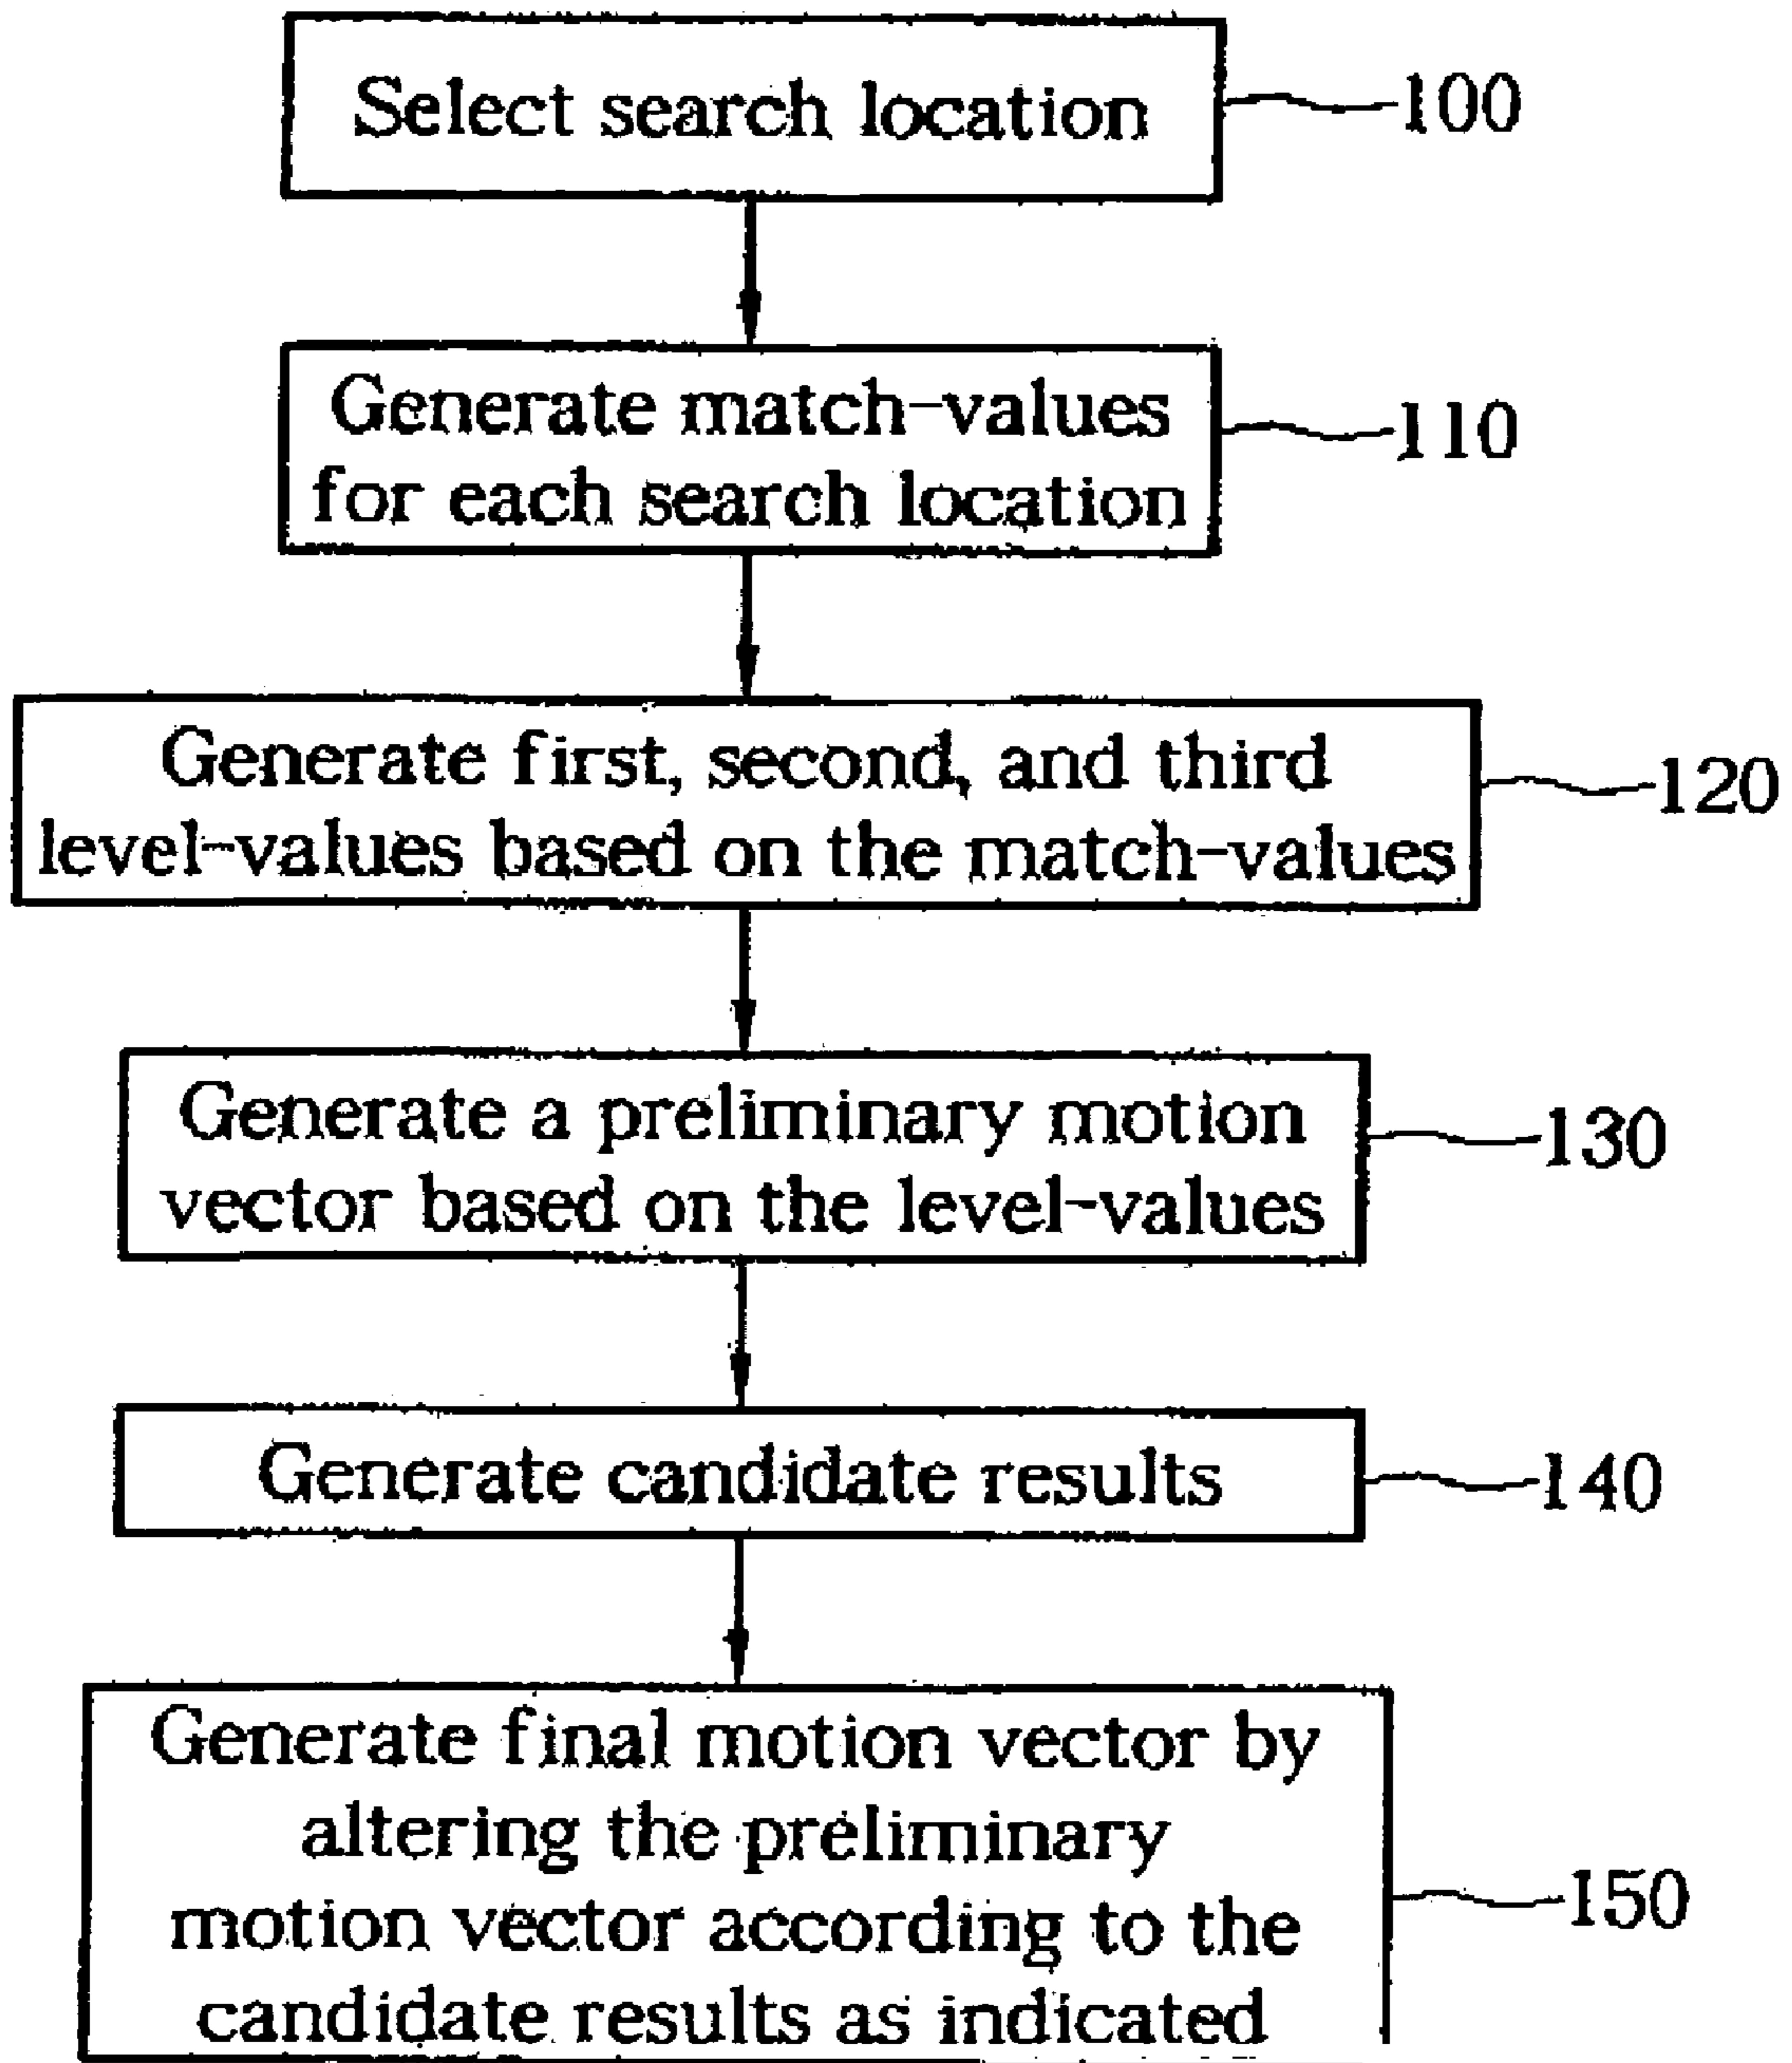 Select search location
100
Generate match-values
for each search location
110
Generate first, second, and third
level-values based on the match-values
120
Generate a preliminary motion
vector based on the level-values
130
Generate candidate results
140
Generate final motion vector by
altering the preliminary
motion vector according to the
candidate results as indicated
150